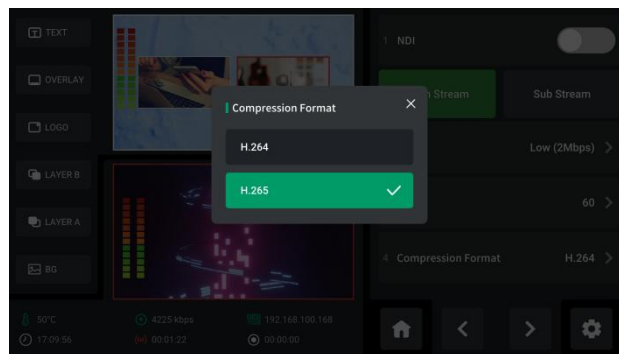 TEXT
OVERLAY
LOGO
LAYER B
LAYER A
BG
Compression Format
H.264
H.265
1 NDI
Stream
Sub Stream
Low (2Mbps)
60
4 Compression Format
H.264
50°C
4225 kbps
192.168.100.168
17:09:56
00:01:22
00:00:00